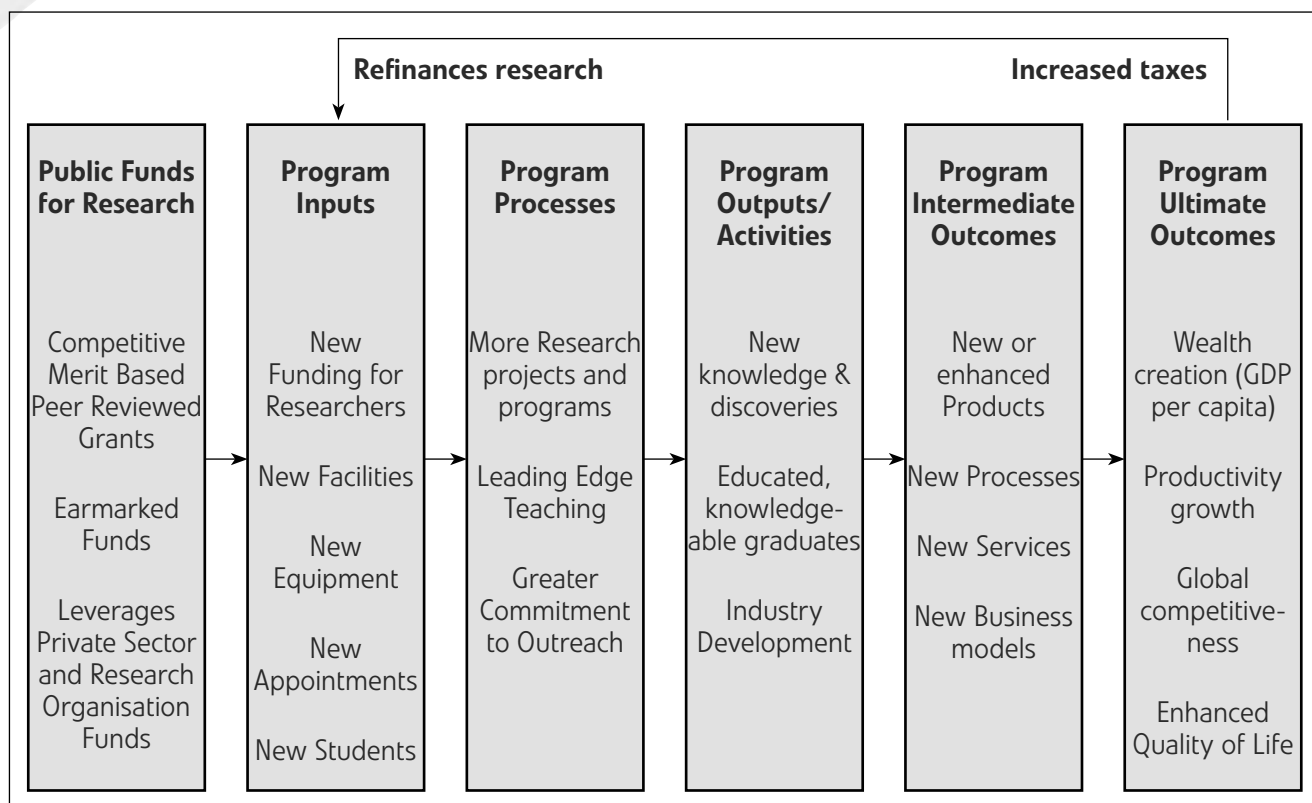 Refinances research
Increased taxes
Public Funds
for Research
Competitive
Merit Based
Peer Reviewed
Grants
Earmarked
Funds
Leverages
Private Sector
and Research
Organisation
Funds
Program
Inputs
New
Funding for
Researchers
New Facilities
New
Equipment
New
Appointments
New Students
Program
Processes
More Research
projects and
programs
Leading Edge
Teaching
Greater
Commitment
to Outreach
Program
Outputs/
Activities
New
knowledge &
discoveries
Educated,
knowledge-
able graduates
Industry
Development
Program
Intermediate
Outcomes
New or
enhanced
Products
New Processes
New Services
New Business
models
Program
Ultimate
Outcomes
Wealth
creation (GDP
per capita)
Productivity
growth
Global
competitive-
ness
Enhanced
Quality of Life